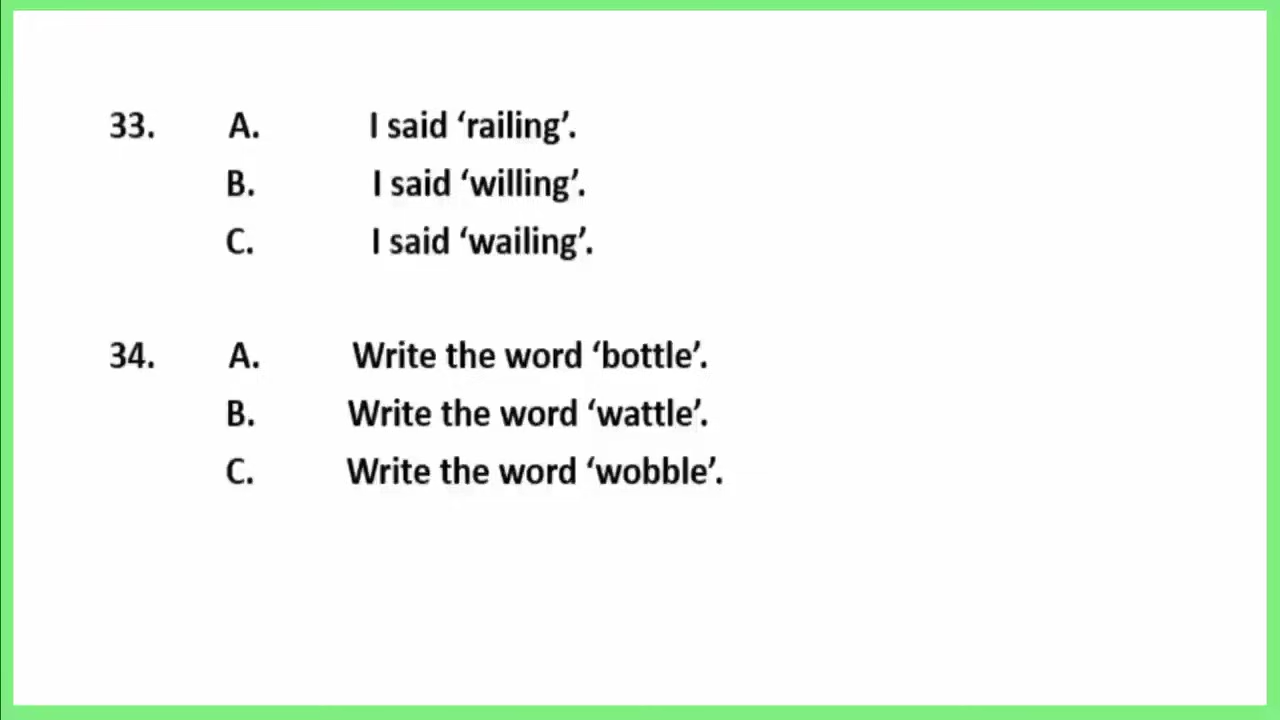 33. A. I said ‘railing’.
B. I said ‘willing’.
C. I said ‘wailing’.
34. A. Write the word ‘bottle’.
B. Write the word ‘wattle’.
C. Write the word ‘wobble’.